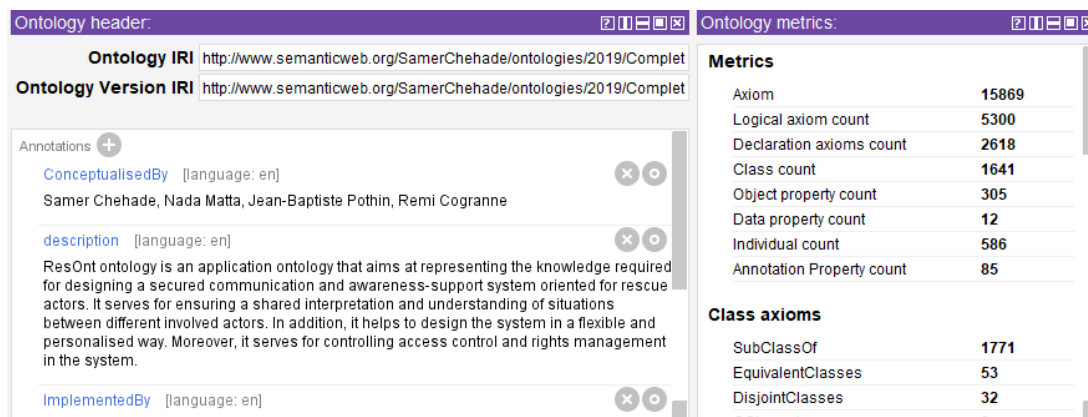 Ontology header:
Ontology IRI http://www.semanticweb.org/SamerChehade/ontologies/2019/Complet
Ontology Version IRI http://www.semanticweb.org/SamerChehade/ontologies/2019/Complet
Annotations
ConceptualisedBy [language: en]
Samer Chehade, Nada Matta, Jean-Baptiste Pothin, Remi Cogranne
description [language: en]
ResOnt ontology is an application ontology that aims at representing the knowledge required
for designing a secured communication and awareness-support system oriented for rescue
actors. It serves for ensuring a shared interpretation and understanding of situations
between different involved actors. In addition, it helps to design the system in a flexible and
personalised way. Moreover, it serves for controlling access control and rights management
in the system.
ImplementedBy [language: en]
Ontology metrics:
Metrics
Axiom 15869
Logical axiom count 5300
Declaration axioms count 2618
Class count 1641
Object property count 305
Data property count 12
Individual count 586
Annotation Property count 85
Class axioms
SubClassOf 1771
EquivalentClasses 53
DisjointClasses 32